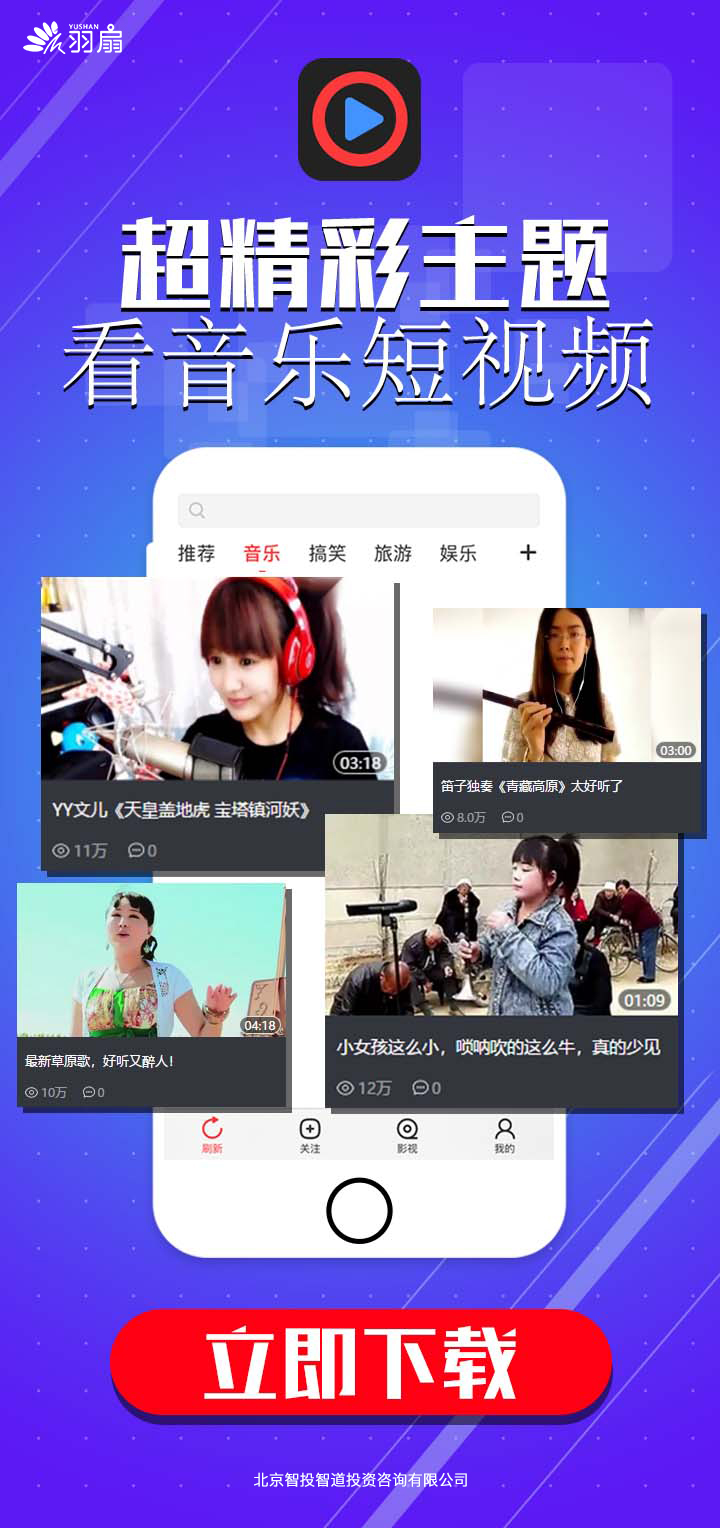 YUSHAN
羽扇
超精彩主题
看音乐短视频
推荐 音乐 搞笑 旅游 娱乐 +
03:18
YY文儿《天皇盖地虎 宝塔镇河妖》
11万 0
03:00
笛子独奏《青藏高原》太好听了
8.0万 0
04:18
最新草原歌，好听又醉人！
10万 0
01:09
小女孩这么小，唢呐吹的这么牛，真的少见
12万 0
刷新 关注 影视 我的
立即下载
北京智投智道投资咨询有限公司